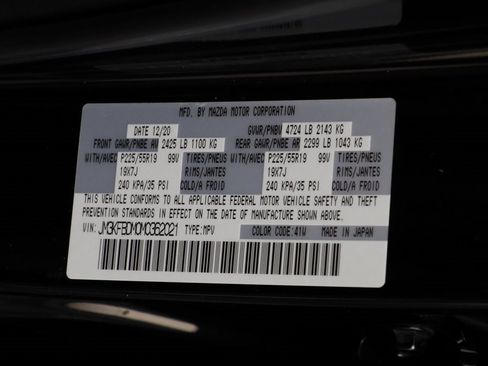 MFD. BY MAZDA MOTOR CORPORATION
DATE 12/20 GVWR/PNBV 4724 LB 2143 KG
FRONT GAWR/PNBE AV 2425 LB 1100 KG REAR GAWR/PNBE AR 2299 LB 1043 KG
WITH/AVEC P225/55R19 99V TIRES/PNEUS WITH/AVEC P225/55R19 99V TIRES/PNEUS
19X7J RIMS/JANTES 19X7J RIMS/JANTES
240 KPA/35 PSI COLD/A FROID 240 KPA/35 PSI COLD/A FROID
THIS VEHICLE CONFORMS TO ALL APPLICABLE FEDERAL MOTOR VEHICLE SAFETY AND THEFT
PREVENTION STANDARDS IN EFFECT ON THE DATE OF MANUFACTURE SHOWN ABOVE.
VIN: JM3KFBDM0M0362021 TYPE: MPV COLOR CODE: 41W MADE IN JAPAN